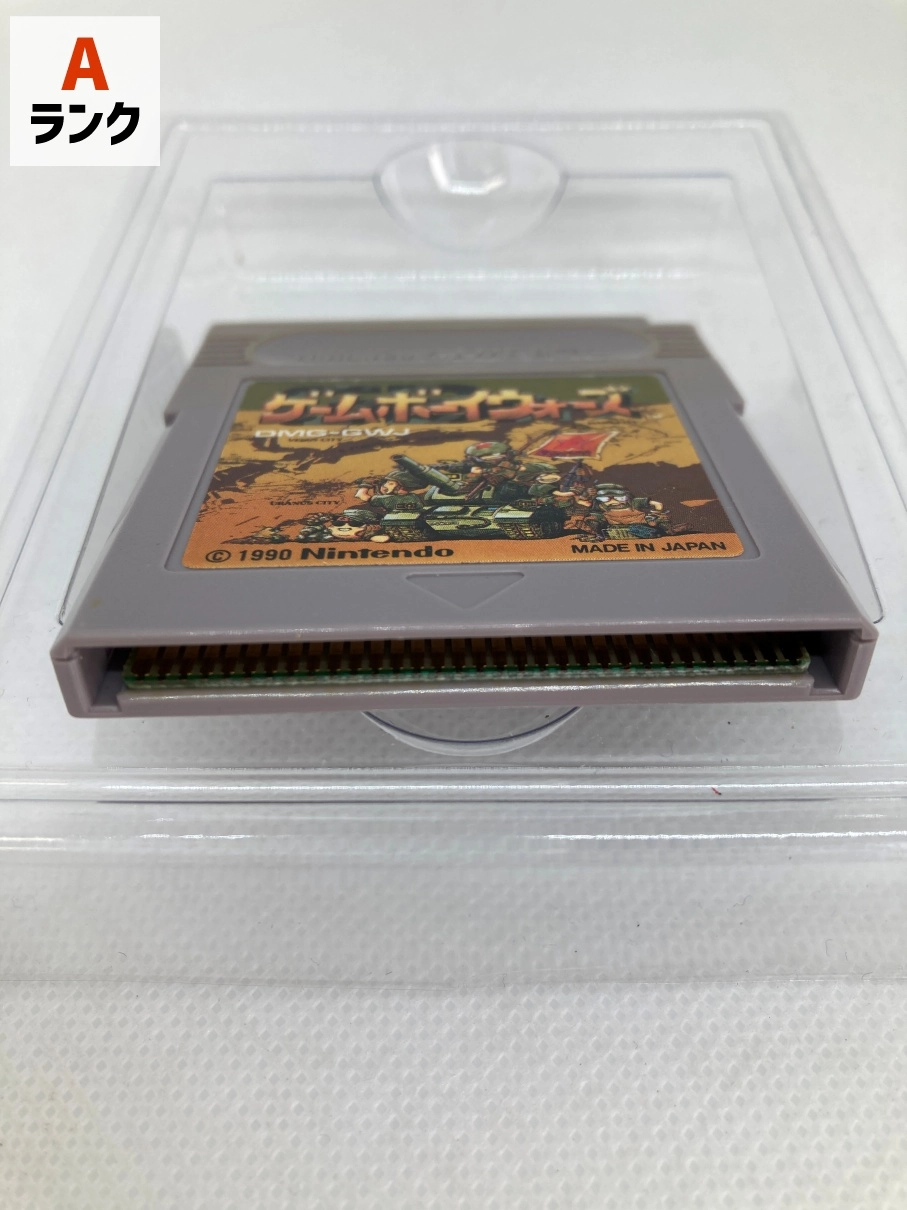 A
ランク
ゲームボーイウォーズ
DMG-GWJ
© 1990 Nintendo
MADE IN JAPAN